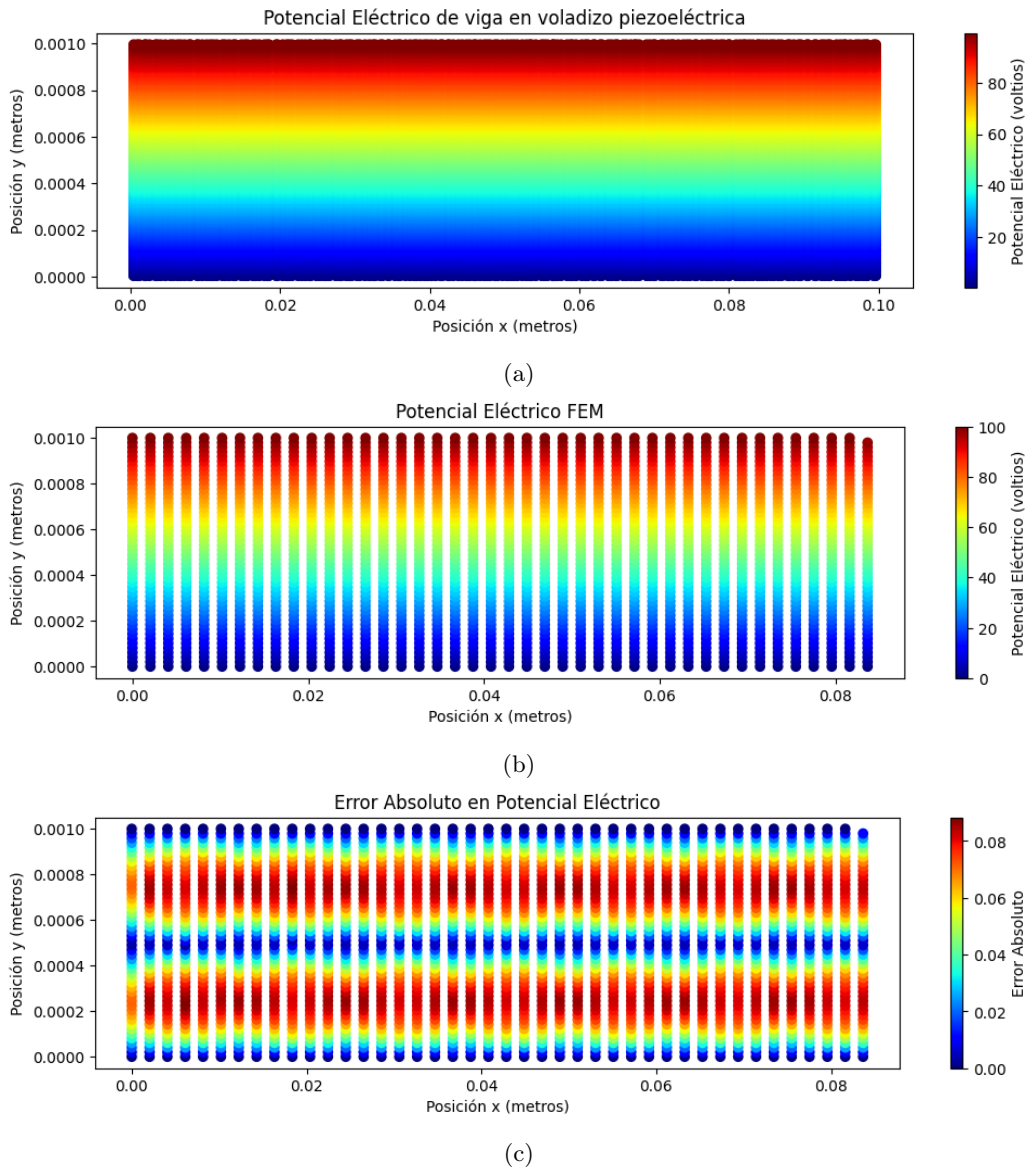 Potencial Eléctrico de viga en voladizo piezoeléctrica
0.0010
0.0008
0.0006
0.0004
0.0002
0.0000
Posición y (metros)
0.00 0.02 0.04 0.06 0.08 0.10
Posición x (metros)
80
60
40
20
Potencial Eléctrico (voltios)
(a)
Potencial Eléctrico FEM
0.0010
0.0008
0.0006
0.0004
0.0002
0.0000
Posición y (metros)
0.00 0.02 0.04 0.06 0.08
Posición x (metros)
100
80
60
40
20
0
Potencial Eléctrico (voltios)
(b)
Error Absoluto en Potencial Eléctrico
0.0010
0.0008
0.0006
0.0004
0.0002
0.0000
Posición y (metros)
0.00 0.02 0.04 0.06 0.08
Posición x (metros)
0.08
0.06
0.04
0.02
0.00
Error Absoluto
(c)